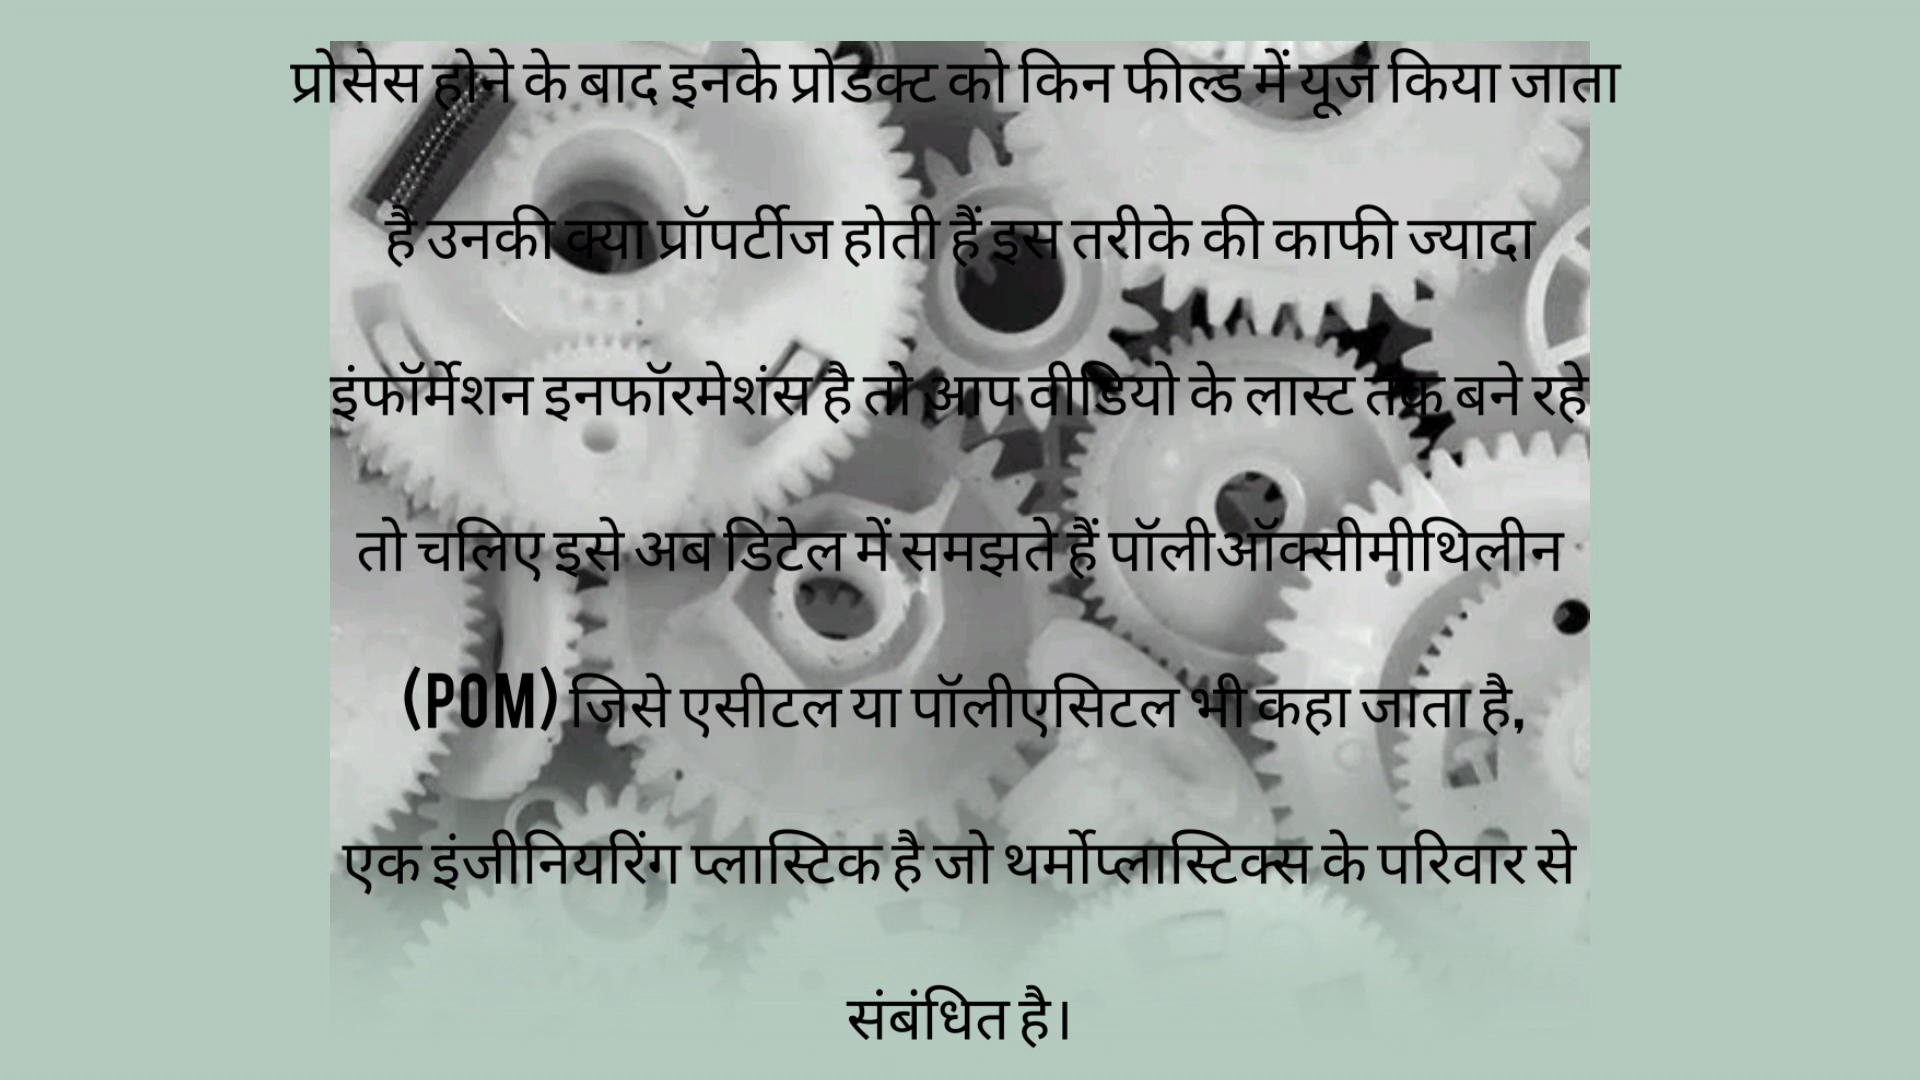 प्रोसेस होने के बाद इनके प्रोडक्ट को किन फील्ड में यूज किया जाता
है उनकी क्या प्रॉपर्टीज होती हैं इस तरीके की काफी ज्यादा
इंफॉर्मेशन इनफॉरमेशंस है तो आप वीडियो के लास्ट तक बने रहे
तो चलिए इसे अब डिटेल में समझते हैं पॉलीऑक्सीमीथिलीन
(POM) जिसे एसीटल या पॉलीएसिटल भी कहा जाता है,
एक इंजीनियरिंग प्लास्टिक है जो थर्मोप्लास्टिक्स के परिवार से
संबंधित है।